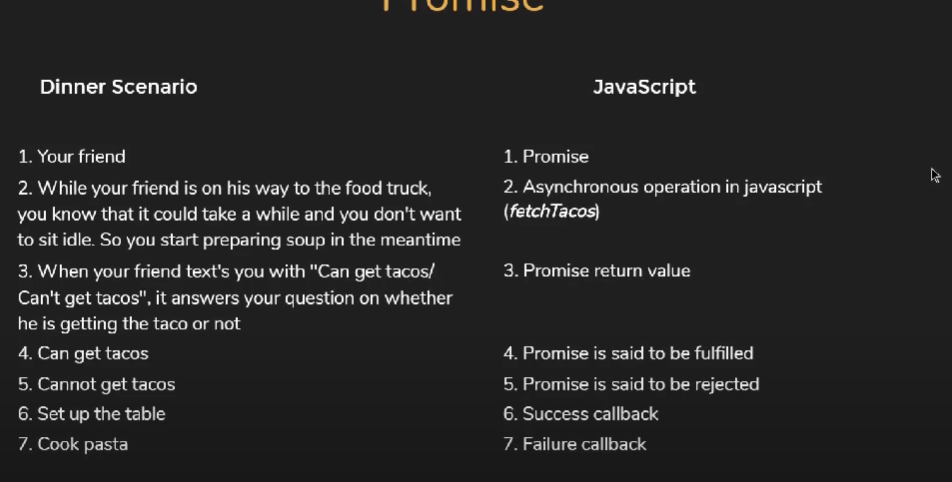 Promise
Dinner Scenario
JavaScript
1. Your friend
1. Promise
2. While your friend is on his way to the food truck,
you know that it could take a while and you don't want
to sit idle. So you start preparing soup in the meantime
2. Asynchronous operation in javascript
(fetchTacos)
3. When your friend text's you with "Can get tacos/
Can't get tacos", it answers your question on whether
he is getting the taco or not
3. Promise return value
4. Can get tacos
4. Promise is said to be fulfilled
5. Cannot get tacos
5. Promise is said to be rejected
6. Set up the table
6. Success callback
7. Cook pasta
7. Failure callback